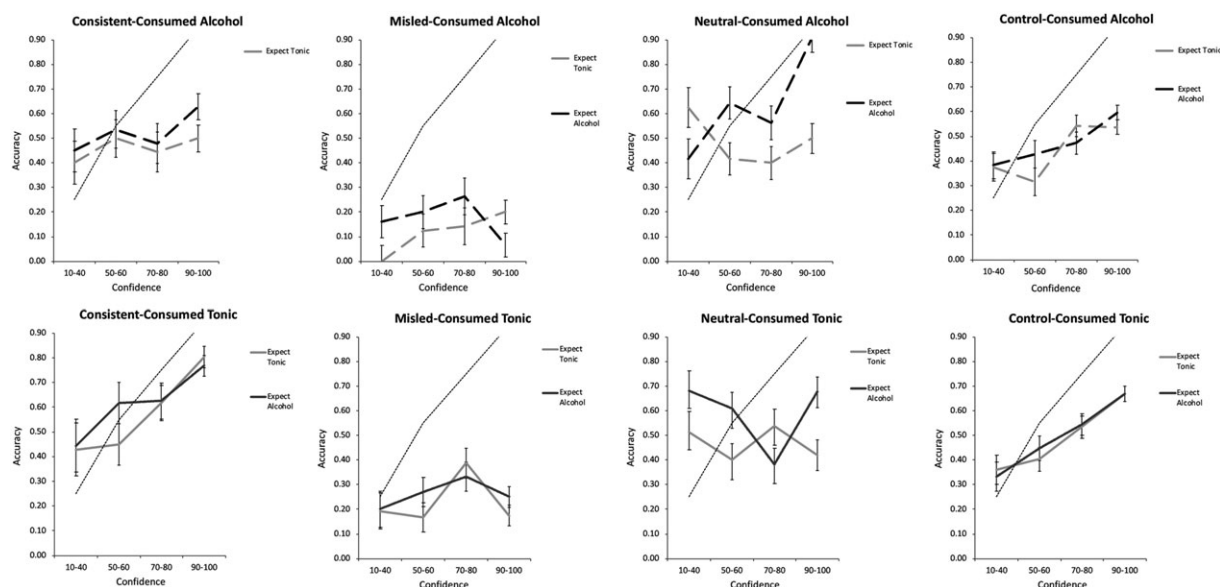 Consistent-Consumed Alcohol
0.90
0.80
0.70
0.60
0.50
0.40
0.30
0.20
0.10
0.00
Accuracy
10-40 50-60 70-80 90-100
Confidence
Expect Tonic
Expect Alcohol
Misled-Consumed Alcohol
0.90
0.80
0.70
0.60
0.50
0.40
0.30
0.20
0.10
0.00
Accuracy
10-40 50-60 70-80 90-100
Confidence
Expect
Tonic
Expect
Alcohol
Neutral-Consumed Alcohol
0.90
0.80
0.70
0.60
0.50
0.40
0.30
0.20
0.10
0.00
Accuracy
10-40 50-60 70-80 90-100
Confidence
Expect Tonic
Expect
Alcohol
Control-Consumed Alcohol
0.90
0.80
0.70
0.60
0.50
0.40
0.30
0.20
0.10
0.00
Accuracy
10-40 50-60 70-80 90-100
Confidence
Expect Tonic
Expect
Alcohol
Consistent-Consumed Tonic
0.90
0.80
0.70
0.60
0.50
0.40
0.30
0.20
0.10
0.00
Accuracy
10-40 50-60 70-80 90-100
Confidence
Expect
Tonic
Expect
Alcohol
Misled-Consumed Tonic
0.90
0.80
0.70
0.60
0.50
0.40
0.30
0.20
0.10
0.00
Accuracy
10-40 50-60 70-80 90-100
Confidence
Expect
Tonic
Expect
Alcohol
Neutral-Consumed Tonic
0.90
0.80
0.70
0.60
0.50
0.40
0.30
0.20
0.10
0.00
Accuracy
10-40 50-60 70-80 90-100
Confidence
Expect
Tonic
Expect
Alcohol
Control-Consumed Tonic
0.90
0.80
0.70
0.60
0.50
0.40
0.30
0.20
0.10
0.00
Accuracy
10-40 50-60 70-80 90-100
Confidence
Expect
Tonic
Expect
Alcohol